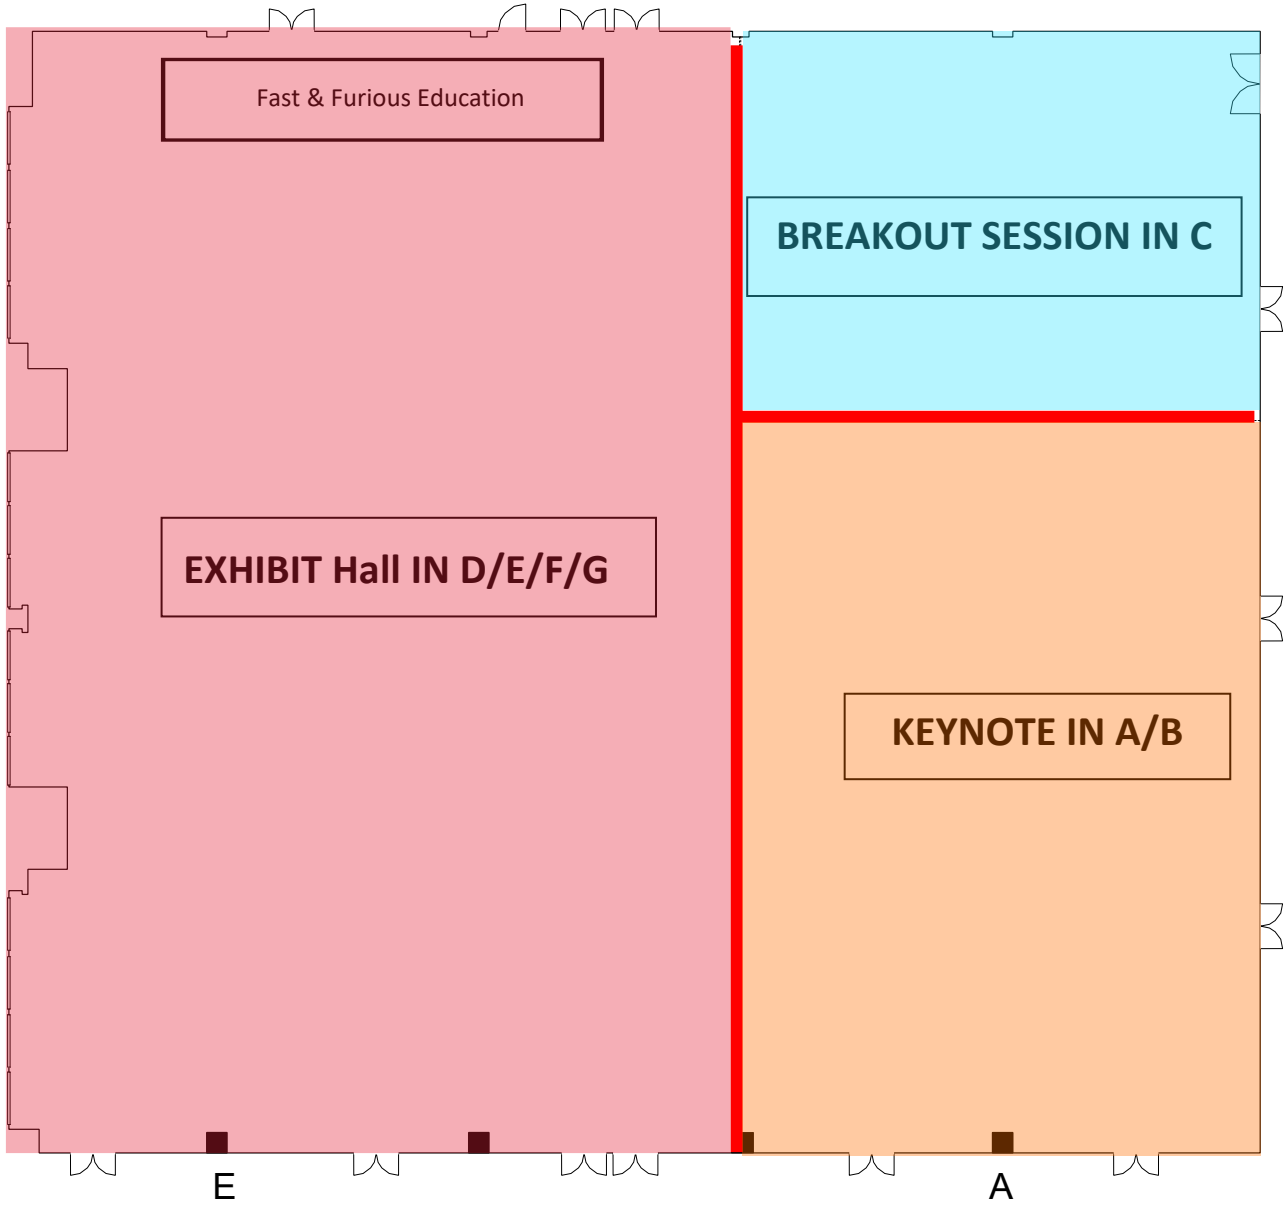 Fast & Furious Education
BREAKOUT SESSION IN C
EXHIBIT Hall IN D/E/F/G
KEYNOTE IN A/B
E
A